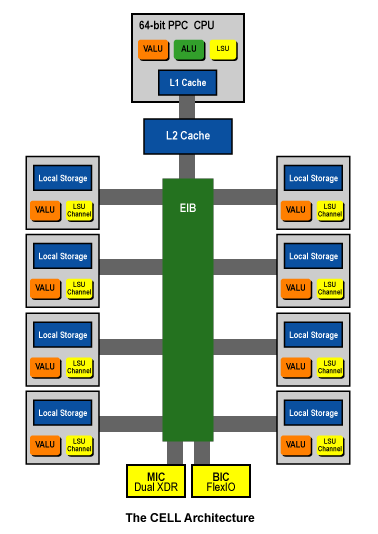 64-bit PPC CPU
VALU ALU LSU
L1 Cache
L2 Cache
EIB
Local Storage
VALU LSU
Channel
Local Storage
VALU LSU
Channel
Local Storage
VALU LSU
Channel
Local Storage
VALU LSU
Channel
Local Storage
VALU LSU
Channel
Local Storage
VALU LSU
Channel
Local Storage
VALU LSU
Channel
Local Storage
VALU LSU
Channel
MIC
Dual XDR
BIC
FlexIO
The CELL Architecture